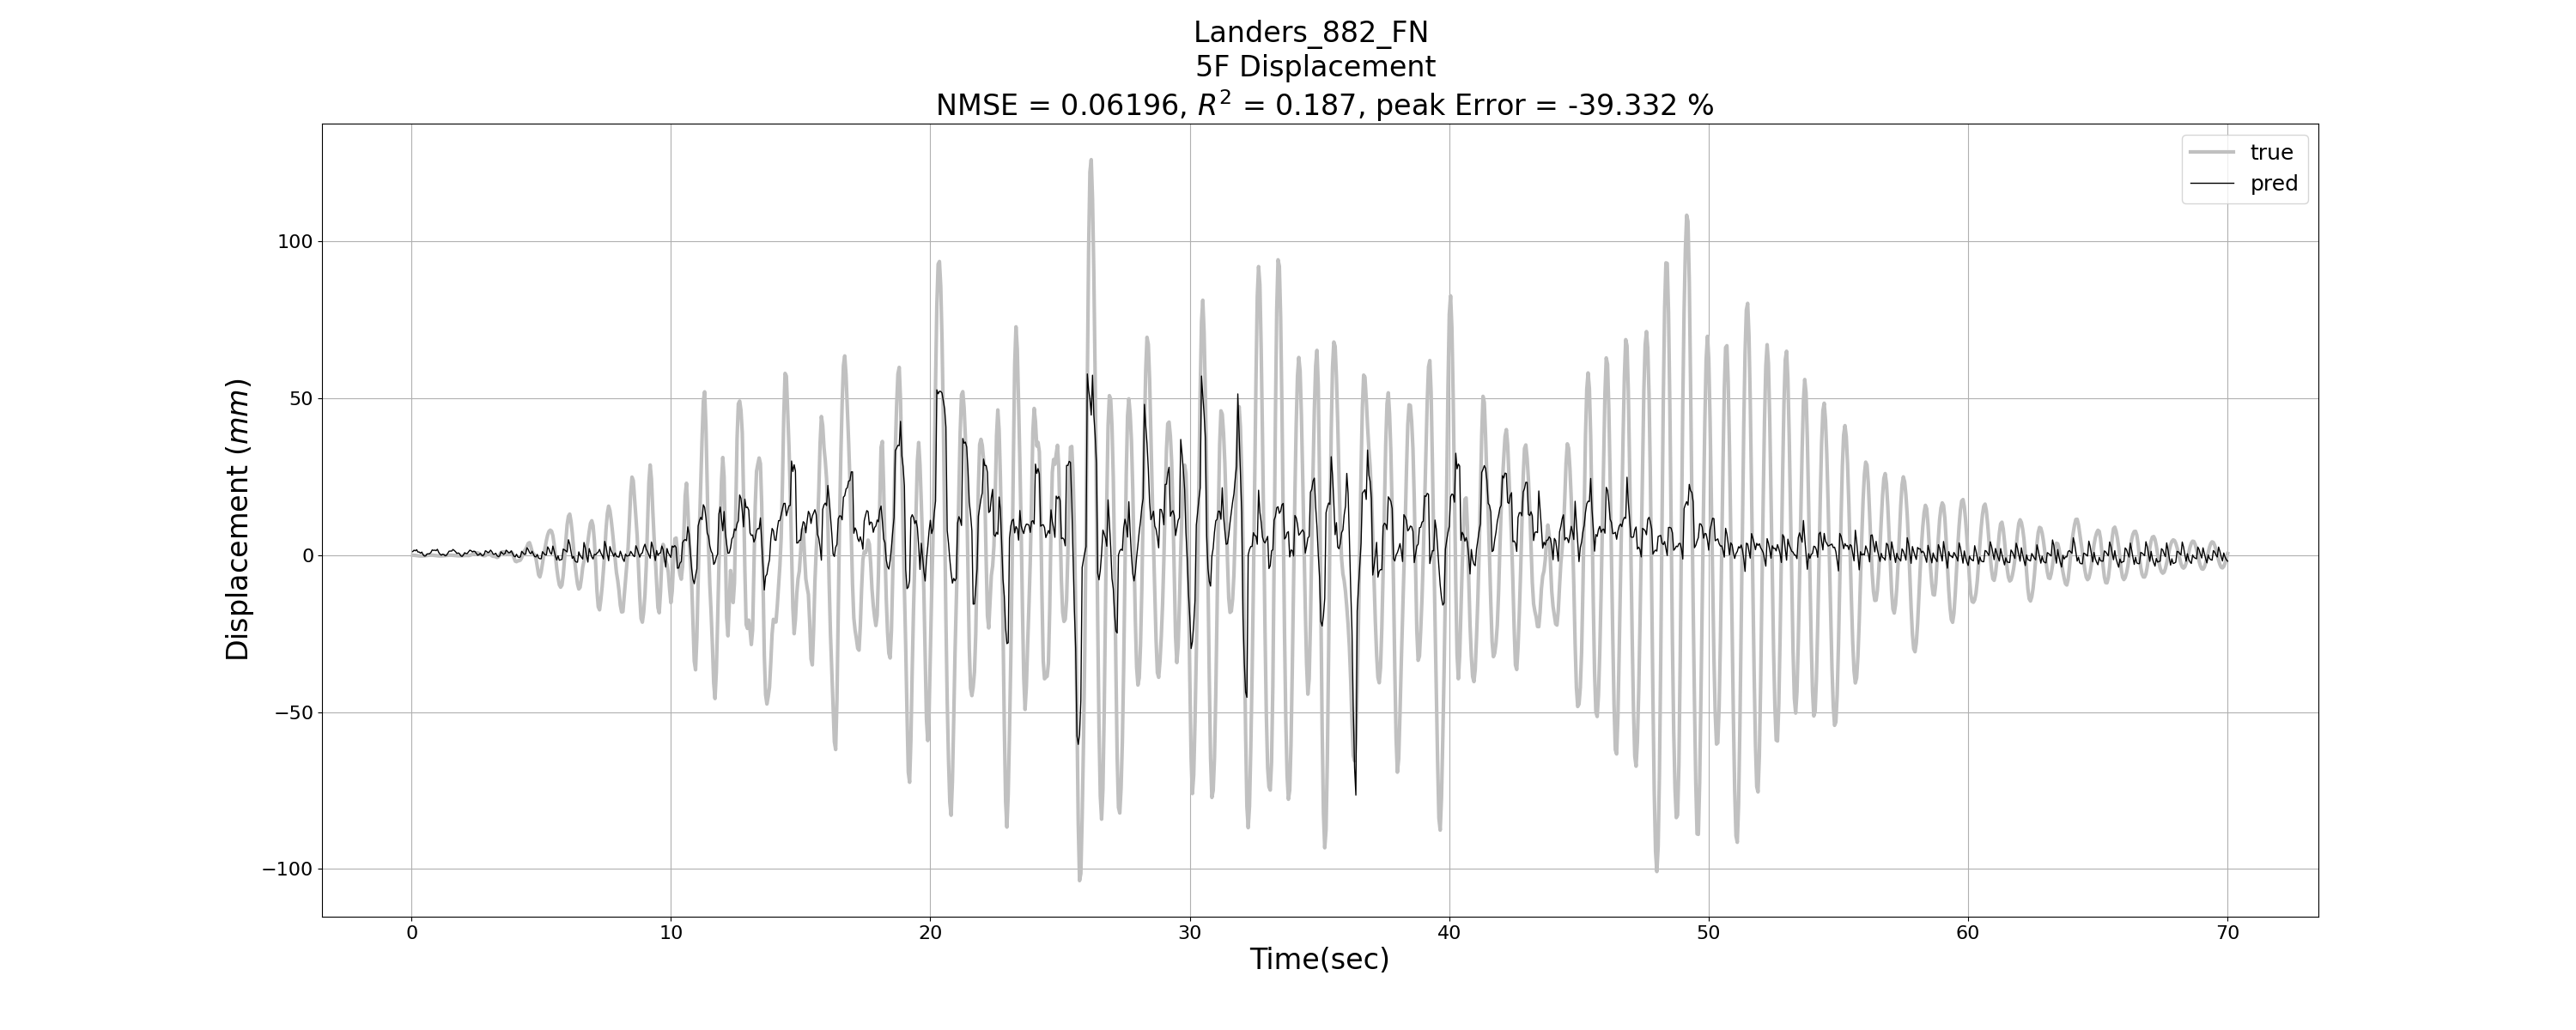 Landers_882_FN
5F Displacement
NMSE = 0.06196, R² = 0.187, peak Error = -39.332 %
true
pred
Displacement (mm)
100
50
0
−50
−100
0 10 20 30 40 50 60 70
Time(sec)